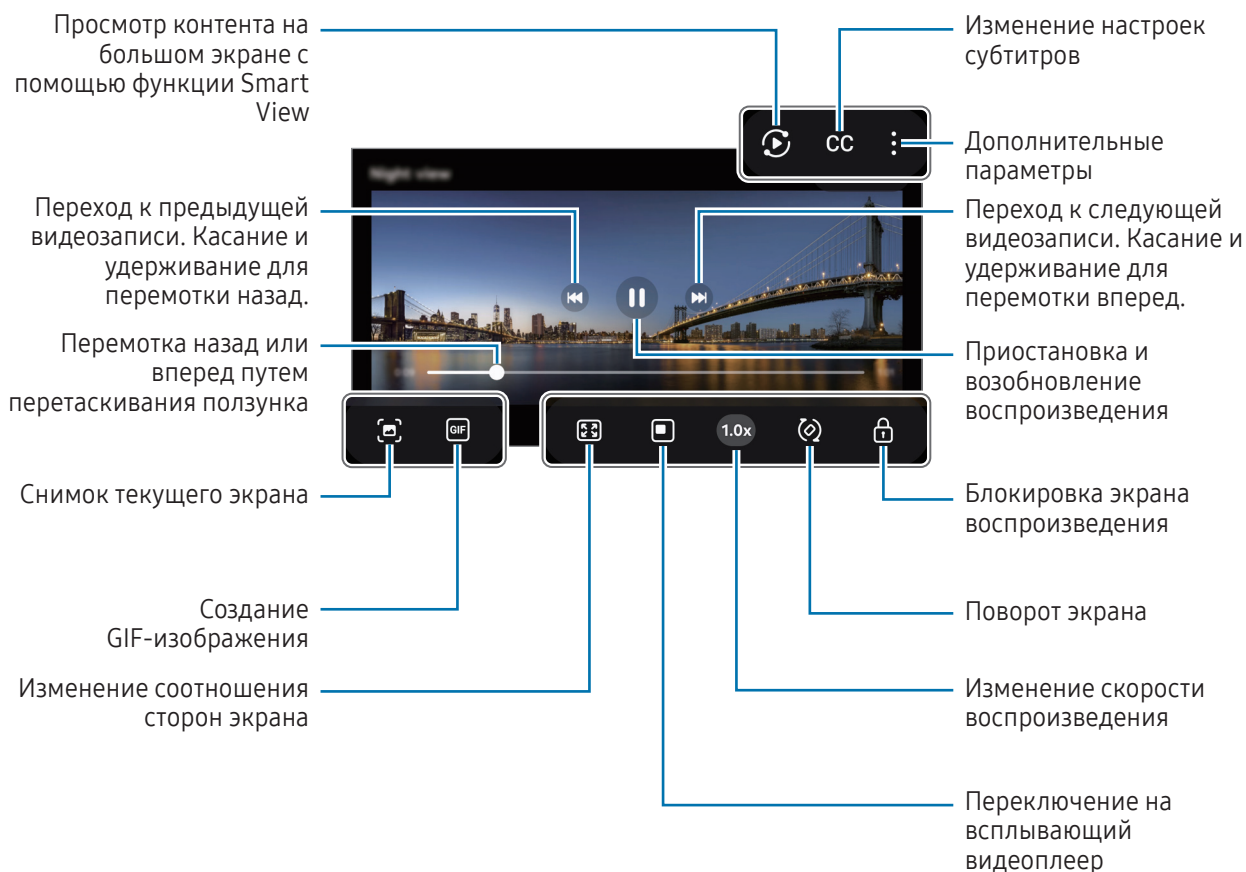 Просмотр контента на
большом экране с
помощью функции Smart
View
Изменение настроек
субтитров
CC
Дополнительные
параметры
Night view
Переход к предыдущей
видеозаписи. Касание и
удерживание для
перемотки назад.
Переход к следующей
видеозаписи. Касание и
удерживание для
перемотки вперед.
Перемотка назад или
вперед путем
перетаскивания ползунка
Приостановка и
возобновление
воспроизведения
GIF
1.0x
Снимок текущего экрана
Блокировка экрана
воспроизведения
Создание
GIF-изображения
Поворот экрана
Изменение соотношения
сторон экрана
Изменение скорости
воспроизведения
Переключение на
всплывающий
видеоплеер